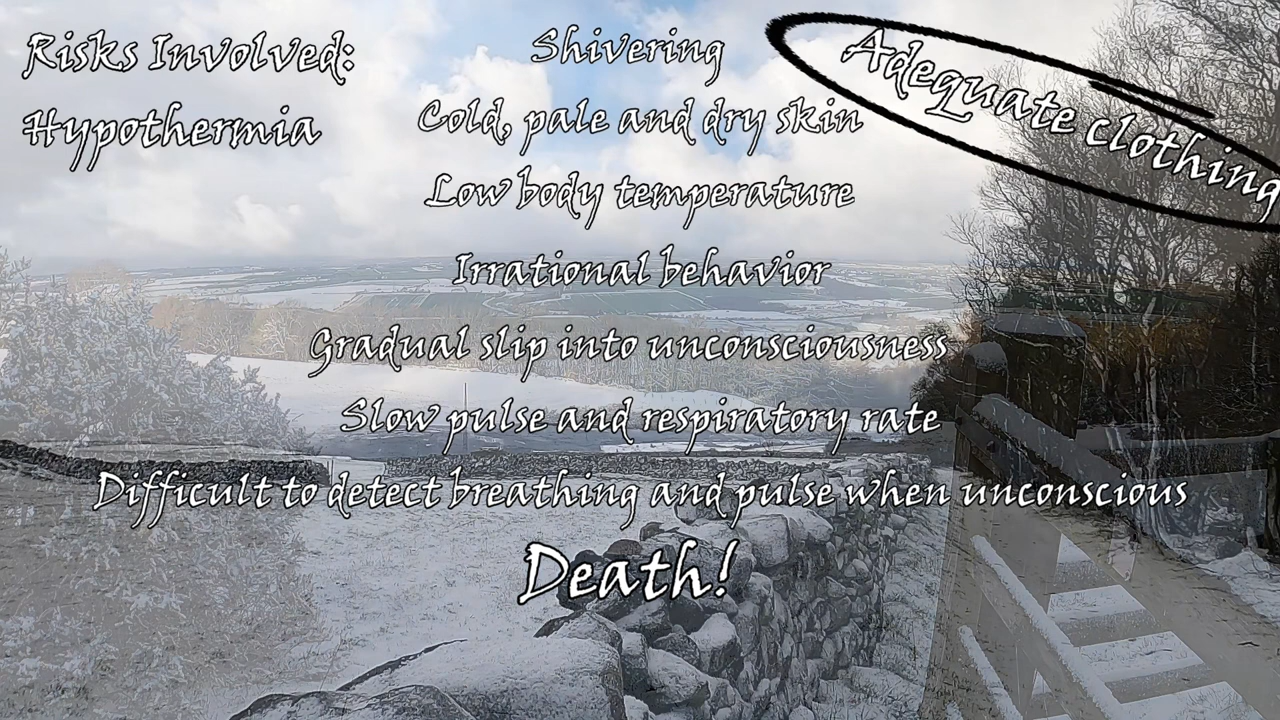 Risks Involved:
Hypothermia
Shivering
Cold, pale and dry skin
Low body temperature
Irrational behavior
Gradual slip into unconsciousness
Slow pulse and respiratory rate
Difficult to detect breathing and pulse when unconscious
Death!
Adequate clothing